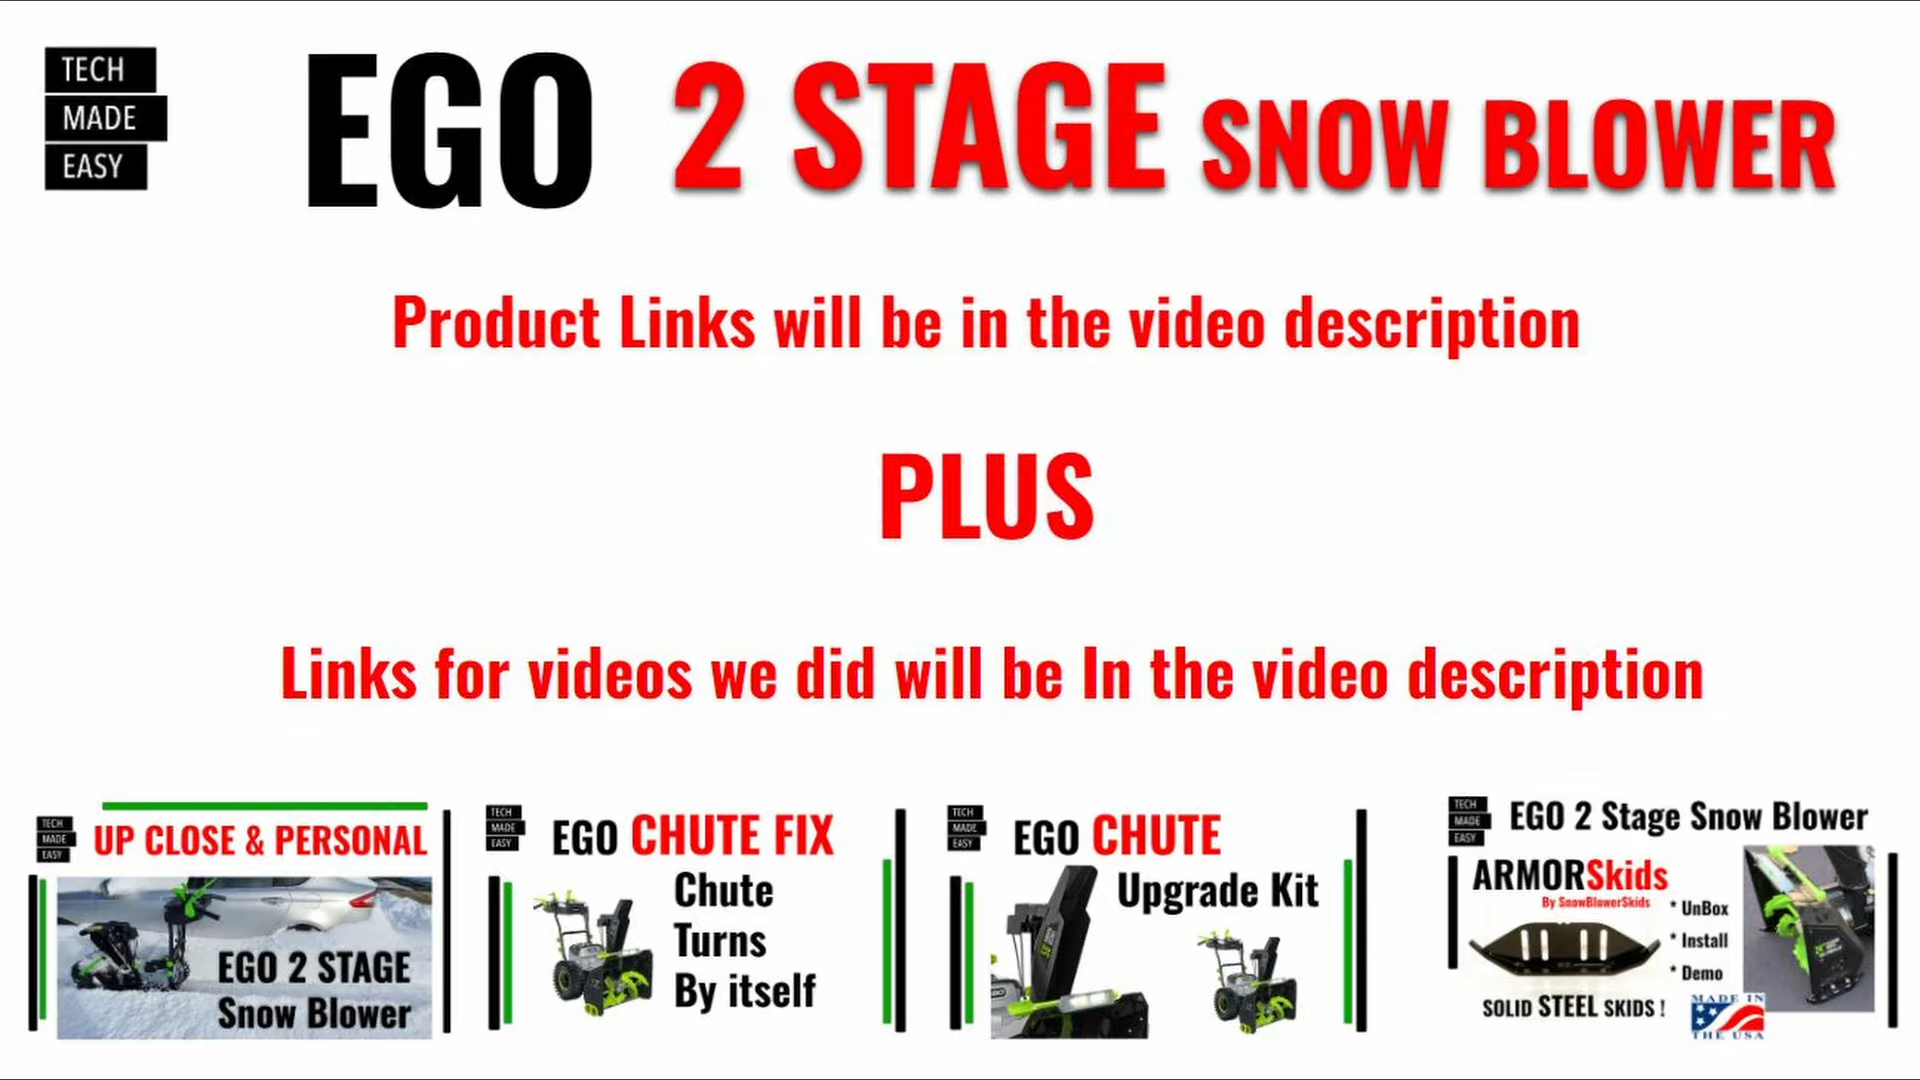 TECH
MADE
EASY
EGO 2 STAGE SNOW BLOWER
Product Links will be in the video description
PLUS
Links for videos we did will be In the video description
TECH
MADE
EASY
UP CLOSE & PERSONAL
EGO 2 STAGE
Snow Blower
TECH
MADE
EASY
EGO CHUTE FIX
Chute
Turns
By itself
TECH
MADE
EASY
EGO CHUTE
Upgrade Kit
TECH
MADE
EASY
EGO 2 Stage Snow Blower
ARMORSkids
By SnowBlowerSkids
* UnBox
* Install
* Demo
SOLID STEEL SKIDS !
MADE IN
THE USA